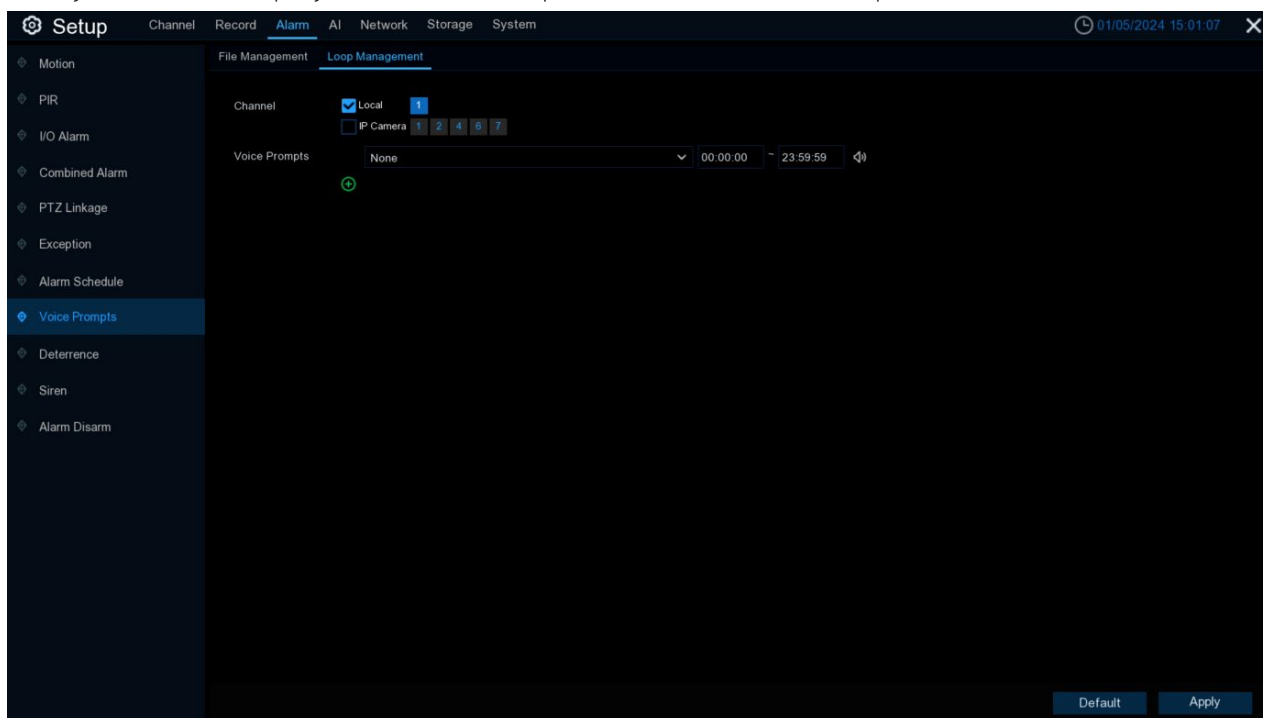 Setup Channel Record Alarm AI Network Storage System 01/05/2024 15:01:07
File Management Loop Management
Motion
PIR
I/O Alarm
Combined Alarm
PTZ Linkage
Exception
Alarm Schedule
Voice Prompts
Deterrence
Siren
Alarm Disarm
Channel Local 1
IP Camera 1 2 4 6 7
Voice Prompts None 00:00:00 ~ 23:59:59
Default Apply